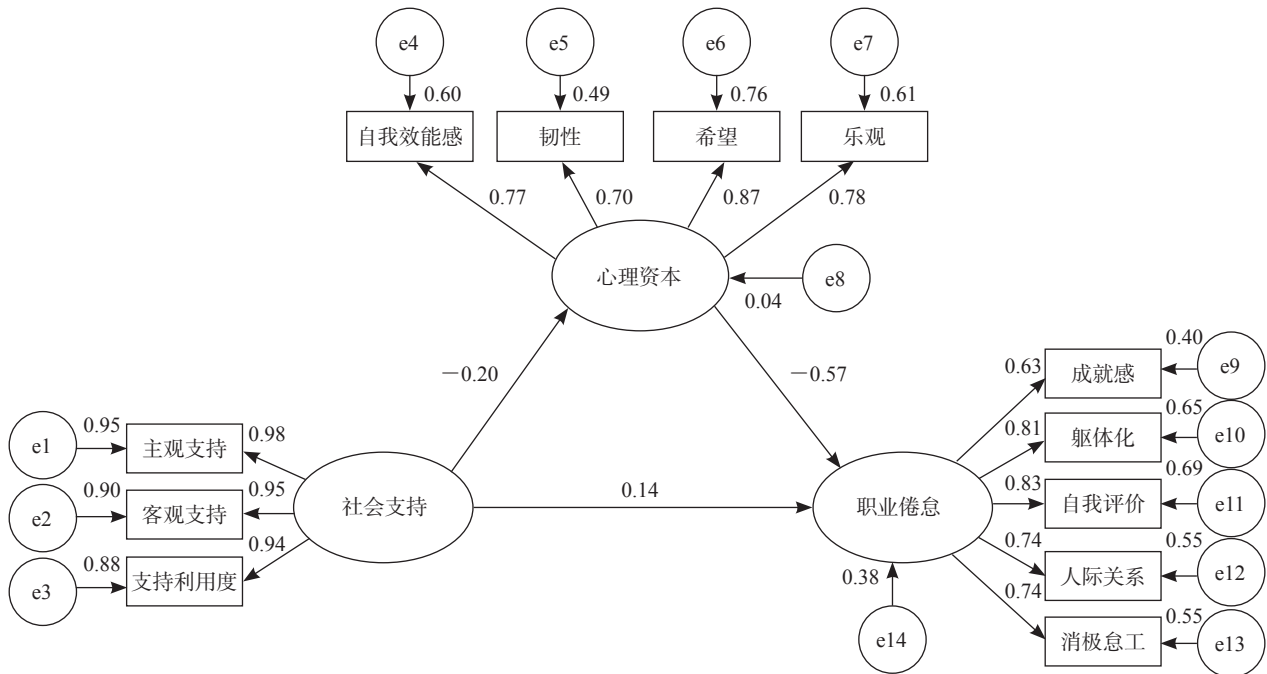 e4
e5
e6
e7
0.60
0.49
0.76
0.61
自我效能感
韧性
希望
乐观
0.77
0.70
0.87
0.78
心理资本
e8
0.04
－0.20
－0.57
0.63
成就感
0.40
e9
0.81
躯体化
0.65
e10
0.83
自我评价
0.69
e11
0.74
人际关系
0.55
e12
0.74
消极怠工
0.55
e13
e1
0.95
主观支持
0.98
e2
0.90
客观支持
0.95
e3
0.88
支持利用度
0.94
社会支持
0.14
职业倦怠
0.38
e14